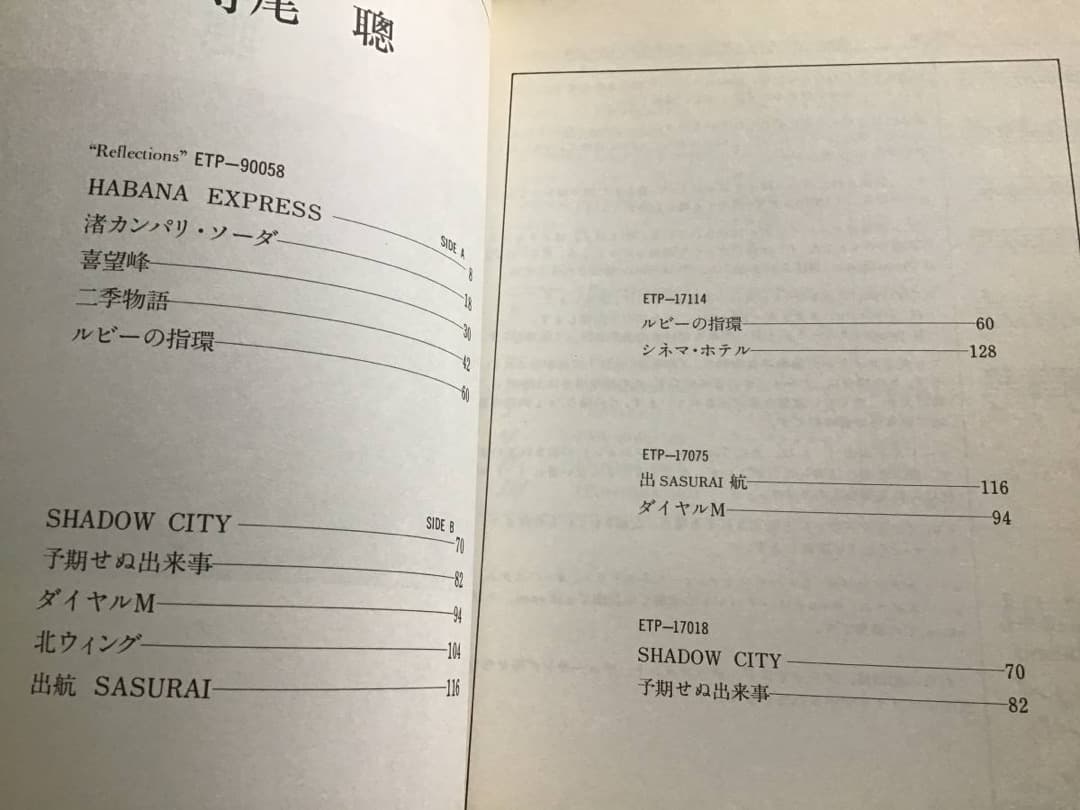 尾 聰
“Reflections” ETP—90058
SIDE A
HABANA EXPRESS 8
渚カンパリ・ソーダ 18
喜望峰 30
二季物語 42
ルビーの指環 60
SIDE B
SHADOW CITY 70
予期せぬ出来事 82
ダイヤルM 94
北ウィング 104
出航 SASURAI 116
ETP—17114
ルビーの指環 60
シネマ・ホテル 128
ETP—17075
出 SASURAI 航 116
ダイヤルM 94
ETP—17018
SHADOW CITY 70
予期せぬ出来事 82